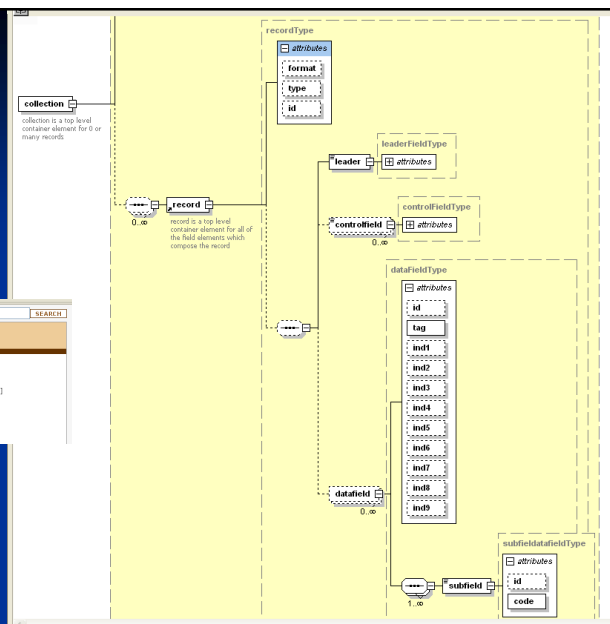 recordType
attributes
format
type
id
collection
collection is a top level
container element for 0 or
many records
leaderFieldType
leader
attributes
record
0..∞
record is a top level
container element for all of
the field elements which
compose the record
controlFieldType
controlfield
attributes
0..∞
dataFieldType
attributes
id
tag
ind1
ind2
ind3
ind4
ind5
ind6
ind7
ind8
ind9
SEARCH
datafield
0..∞
subfielddatafieldType
attributes
id
code
subfield
1..∞